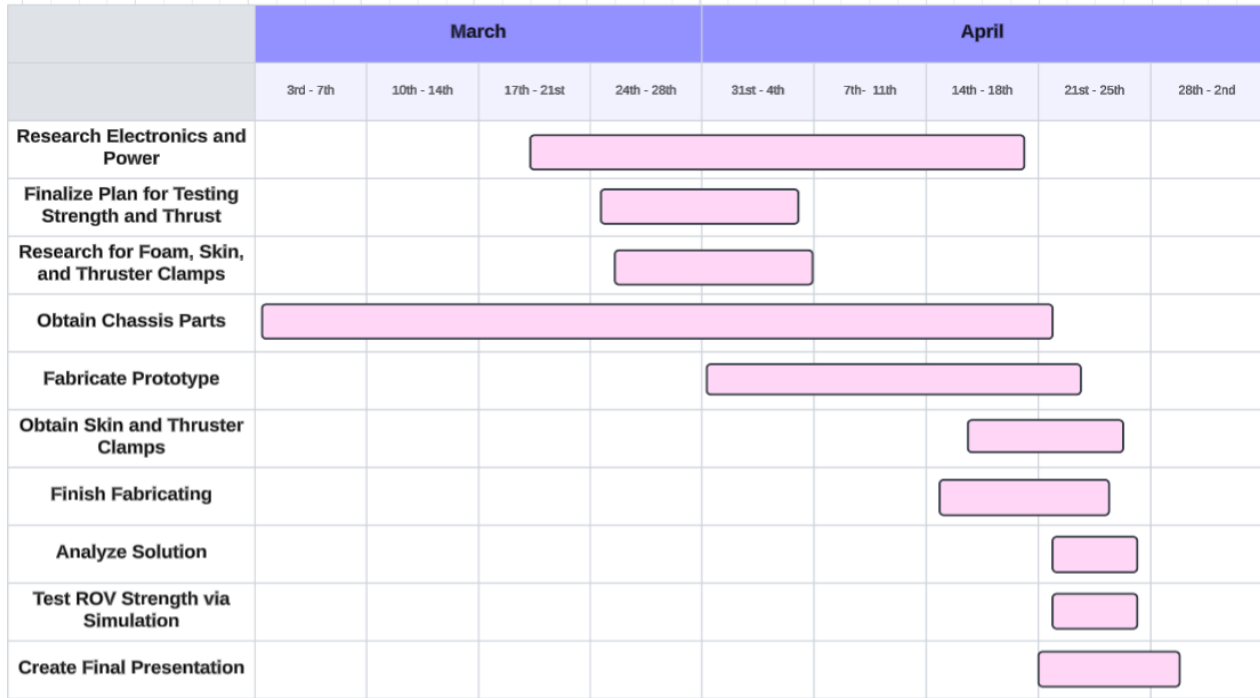 March
April
3rd - 7th
10th - 14th
17th - 21st
24th - 28th
31st - 4th
7th-  11th
14th - 18th
21st - 25th
28th - 2nd
Research Electronics and
Power
Finalize Plan for Testing
Strength and Thrust
Research for Foam, Skin,
and Thruster Clamps
Obtain Chassis Parts
Fabricate Prototype
Obtain Skin and Thruster
Clamps
Finish Fabricating
Analyze Solution
Test ROV Strength via
Simulation
Create Final Presentation